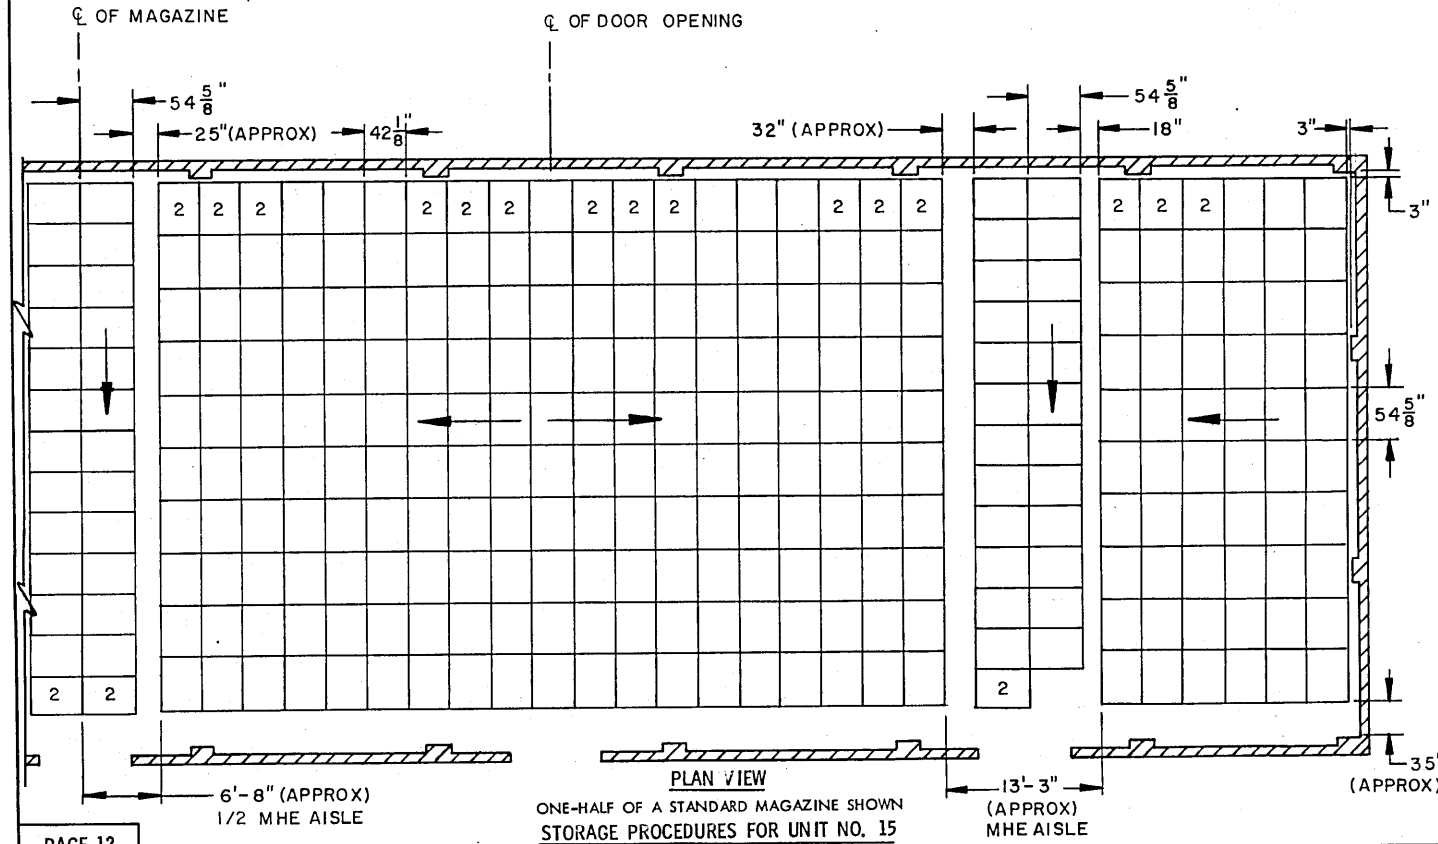 ℄ OF MAGAZINE
℄ OF DOOR OPENING
54 5/8"
54 5/8"
25" (APPROX)
42 1/8"
32" (APPROX)
18"
3"
3"
2 2 2 2 2 2 2 2 2 2 2 2 2 2 2
54 5/8"
2 2
2
35"
(APPROX)
6'-8" (APPROX)
1/2 MHE AISLE
13'-3"
(APPROX)
MHE AISLE
PLAN VIEW
ONE-HALF OF A STANDARD MAGAZINE SHOWN
STORAGE PROCEDURES FOR UNIT NO. 15
PAGE 12